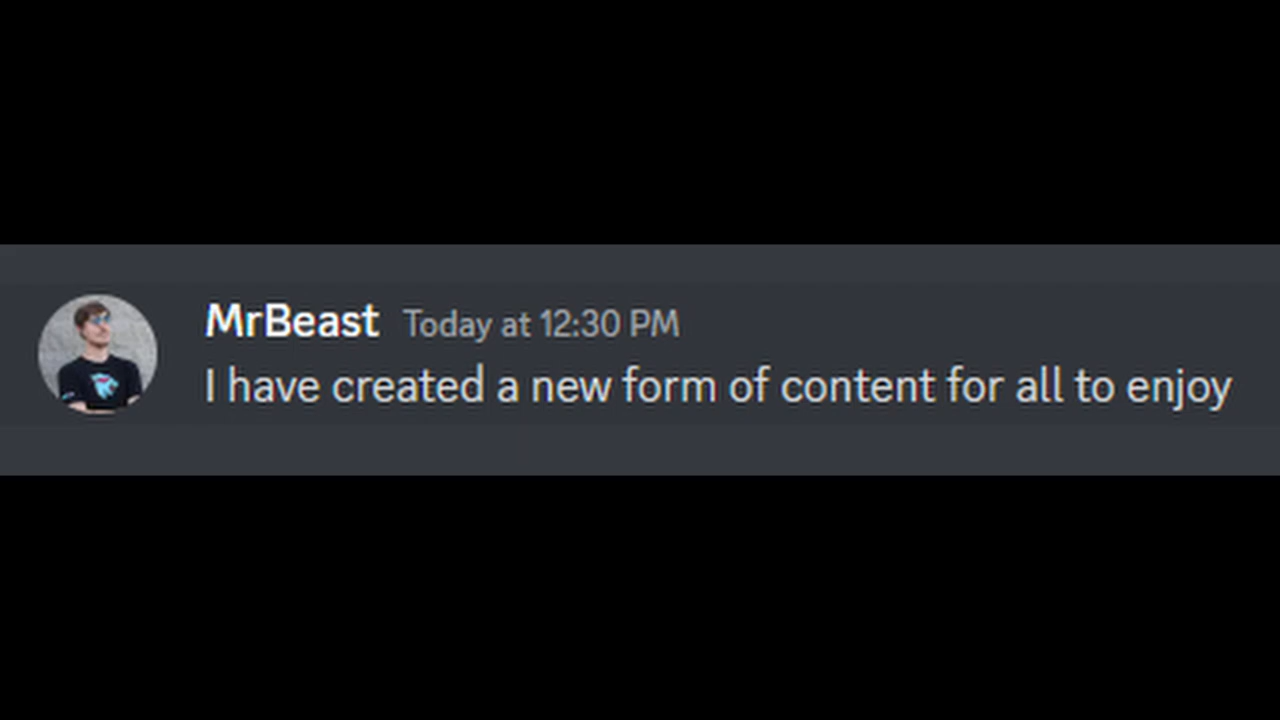 MrBeast Today at 12:30 PM
I have created a new form of content for all to enjoy